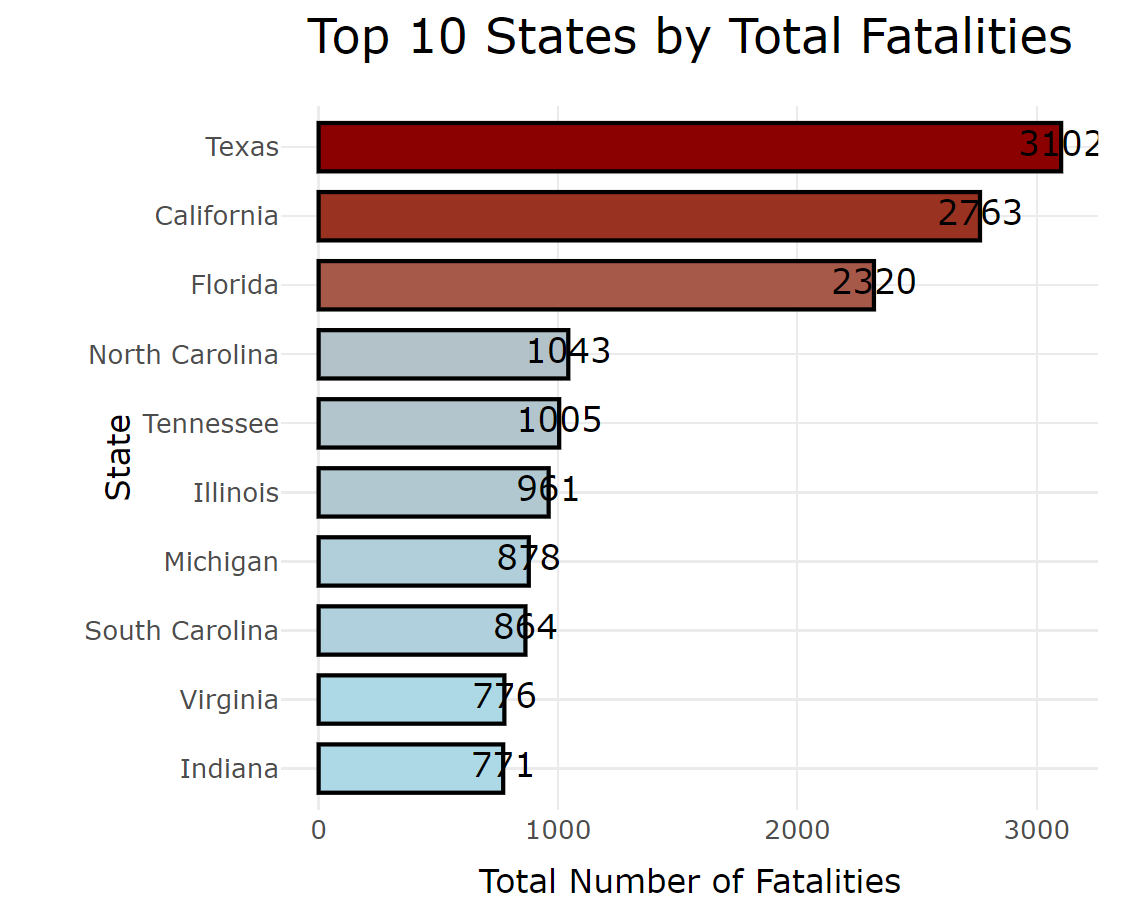 Top 10 States by Total Fatalities
Texas 3102
California 2763
Florida 2320
North Carolina 1043
Tennessee 1005
Illinois 961
Michigan 878
South Carolina 864
Virginia 776
Indiana 771
State
0 1000 2000 3000
Total Number of Fatalities